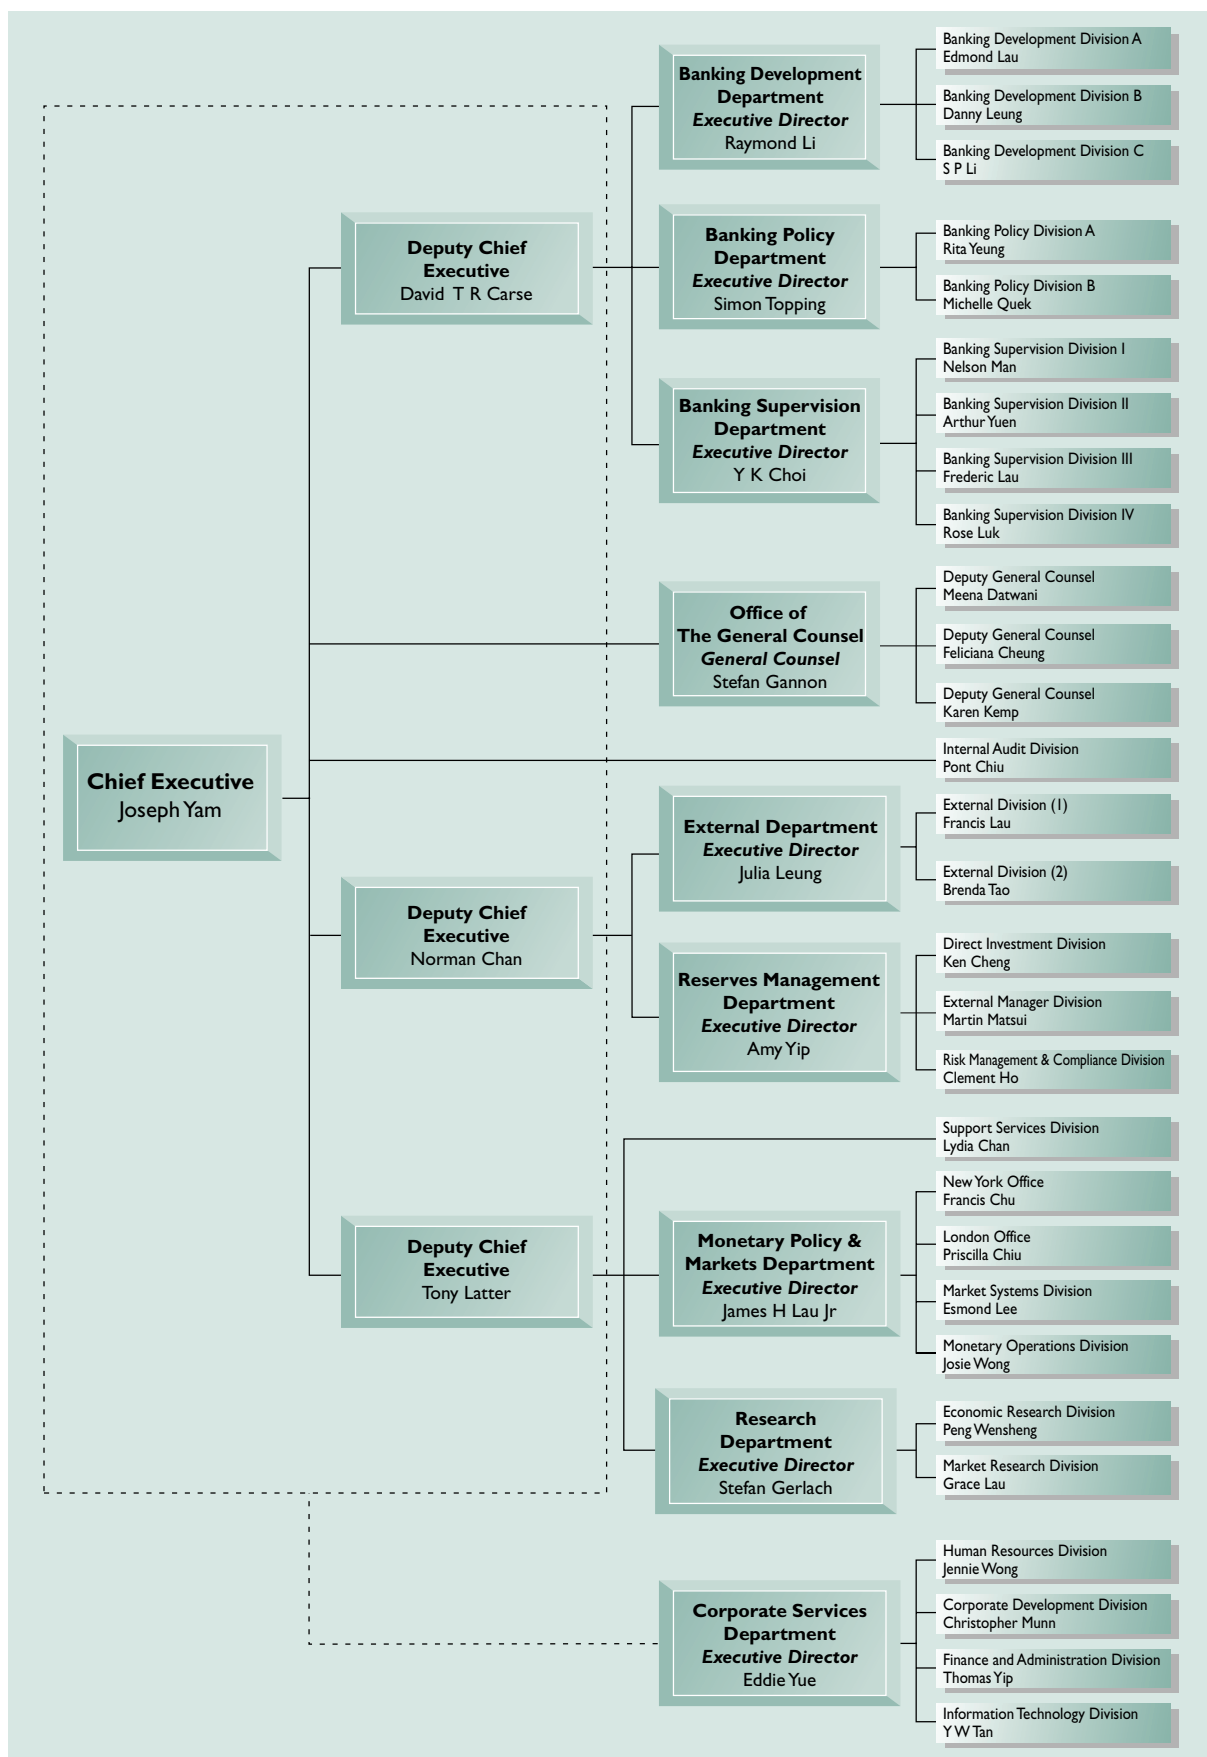 Chief Executive
Joseph Yam
Deputy Chief
Executive
David T R Carse
Banking Development
Department
Executive Director
Raymond Li
Banking Development Division A
Edmond Lau
Banking Development Division B
Danny Leung
Banking Development Division C
S P Li
Banking Policy
Department
Executive Director
Simon Topping
Banking Policy Division A
Rita Yeung
Banking Policy Division B
Michelle Quek
Banking Supervision
Department
Executive Director
Y K Choi
Banking Supervision Division I
Nelson Man
Banking Supervision Division II
Arthur Yuen
Banking Supervision Division III
Frederic Lau
Banking Supervision Division IV
Rose Luk
Office of
The General Counsel
General Counsel
Stefan Gannon
Deputy General Counsel
Meena Datwani
Deputy General Counsel
Feliciana Cheung
Deputy General Counsel
Karen Kemp
Internal Audit Division
Pont Chiu
Deputy Chief
Executive
Norman Chan
External Department
Executive Director
Julia Leung
External Division (1)
Francis Lau
External Division (2)
Brenda Tao
Reserves Management
Department
Executive Director
Amy Yip
Direct Investment Division
Ken Cheng
External Manager Division
Martin Matsui
Risk Management & Compliance Division
Clement Ho
Deputy Chief
Executive
Tony Latter
Support Services Division
Lydia Chan
Monetary Policy &
Markets Department
Executive Director
James H Lau Jr
New York Office
Francis Chu
London Office
Priscilla Chiu
Market Systems Division
Esmond Lee
Monetary Operations Division
Josie Wong
Research
Department
Executive Director
Stefan Gerlach
Economic Research Division
Peng Wensheng
Market Research Division
Grace Lau
Corporate Services
Department
Executive Director
Eddie Yue
Human Resources Division
Jennie Wong
Corporate Development Division
Christopher Munn
Finance and Administration Division
Thomas Yip
Information Technology Division
Y W Tan